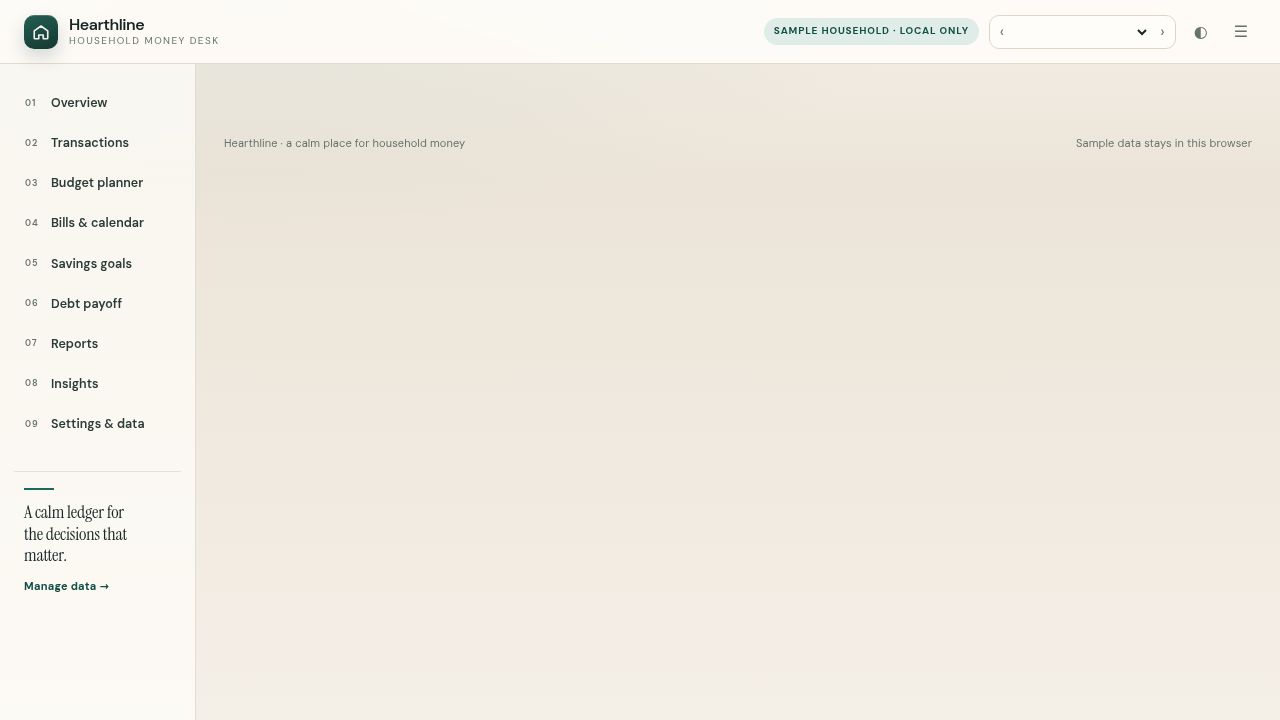 Hearthline
HOUSEHOLD MONEY DESK
SAMPLE HOUSEHOLD · LOCAL ONLY
‹
›
01 Overview
02 Transactions
03 Budget planner
04 Bills & calendar
05 Savings goals
06 Debt payoff
07 Reports
08 Insights
09 Settings & data
A calm ledger for
the decisions that
matter.
Manage data →
Hearthline · a calm place for household money
Sample data stays in this browser